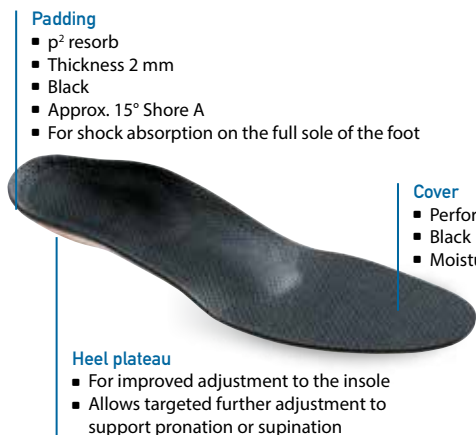 Padding
▪ p² resorb
▪ Thickness 2 mm
▪ Black
▪ Approx. 15° Shore A
▪ For shock absorption on the full sole of the foot
Cover
▪ Black
Heel plateau
▪ For improved adjustment to the insole
▪ Allows targeted further adjustment to
support pronation or supination